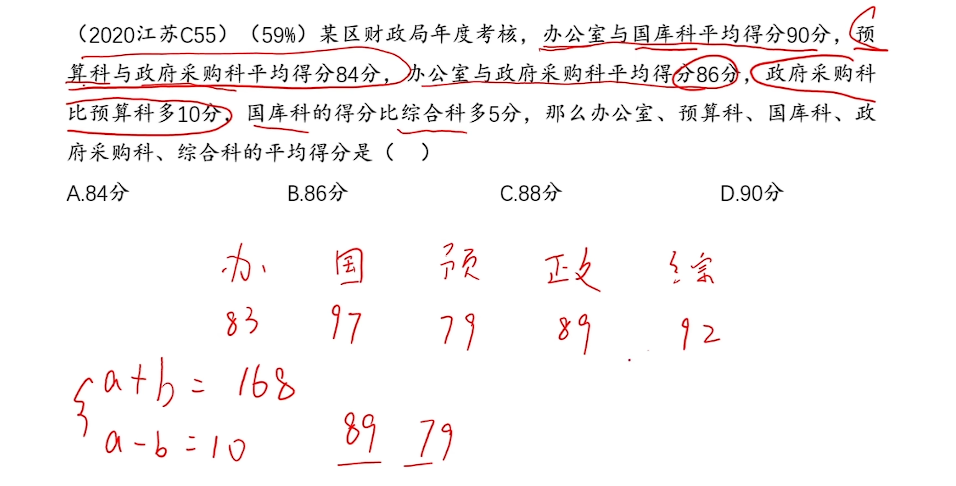 （2020江苏C55）（59%）某区财政局年度考核，办公室与国库科平均得分90分，预
算科与政府采购科平均得分84分，办公室与政府采购科平均得分86分，政府采购科
比预算科多10分，国库科的得分比综合科多5分，那么办公室、预算科、国库科、政
府采购科、综合科的平均得分是（ ）
A.84分 B.86分 C.88分 D.90分
办 国 预 政 综
83 97 79 89 92
a+b=168
a-b=10 89 79